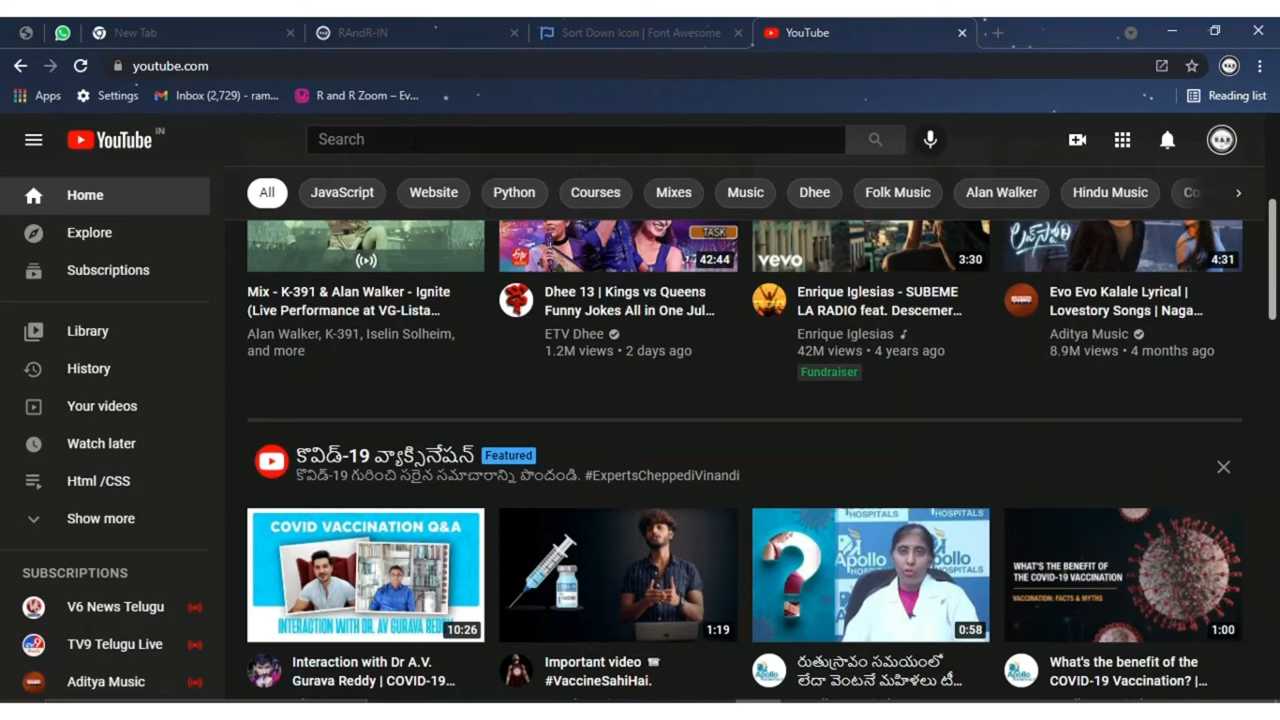 New Tab
RAndR-IN
Sort Down Icon | Font Awesome
YouTube
youtube.com
Apps
Settings
Inbox (2,729) - ram...
R and R Zoom – Ev...
Reading list
YouTube IN
Search
All
JavaScript
Website
Python
Courses
Mixes
Music
Dhee
Folk Music
Alan Walker
Hindu Music
Co
Home
Explore
Subscriptions
Library
History
Your videos
Watch later
Html /CSS
Show more
SUBSCRIPTIONS
V6 News Telugu
TV9 Telugu Live
Aditya Music
Mix - K-391 & Alan Walker - Ignite
(Live Performance at VG-Lista...
Alan Walker, K-391, Iselin Solheim,
and more
TASK
42:44
Dhee 13 | Kings vs Queens
Funny Jokes All in One Jul...
ETV Dhee
1.2M views • 2 days ago
vevo
3:30
Enrique Iglesias - SUBEME
LA RADIO feat. Descemer...
Enrique Iglesias
42M views • 4 years ago
Fundraiser
4:31
Evo Evo Kalale Lyrical |
Lovestory Songs | Naga...
Aditya Music
8.9M views • 4 months ago
కొవిడ్-19 వ్యాక్సినేషన్ Featured
కొవిడ్-19 గురించి సరైన సమాచారాన్ని పొందండి. #ExpertsCheppediVinandi
COVID VACCINATION Q&A
INTERACTION WITH DR. AV GURAVA REDDY
10:26
Interaction with Dr A.V.
Gurava Reddy | COVID-19...
1:19
Important video
#VaccineSahiHai.
HOSPITALS
Apollo
HOSPITALS
0:58
రుతుస్రావం సమయంలో
లేదా వెంటనే మహిళలు టీ...
WHAT'S THE BENEFIT OF
THE COVID-19 VACCINATION
VACCINATION: FACTS & MYTHS
1:00
What's the benefit of the
COVID-19 Vaccination? |...